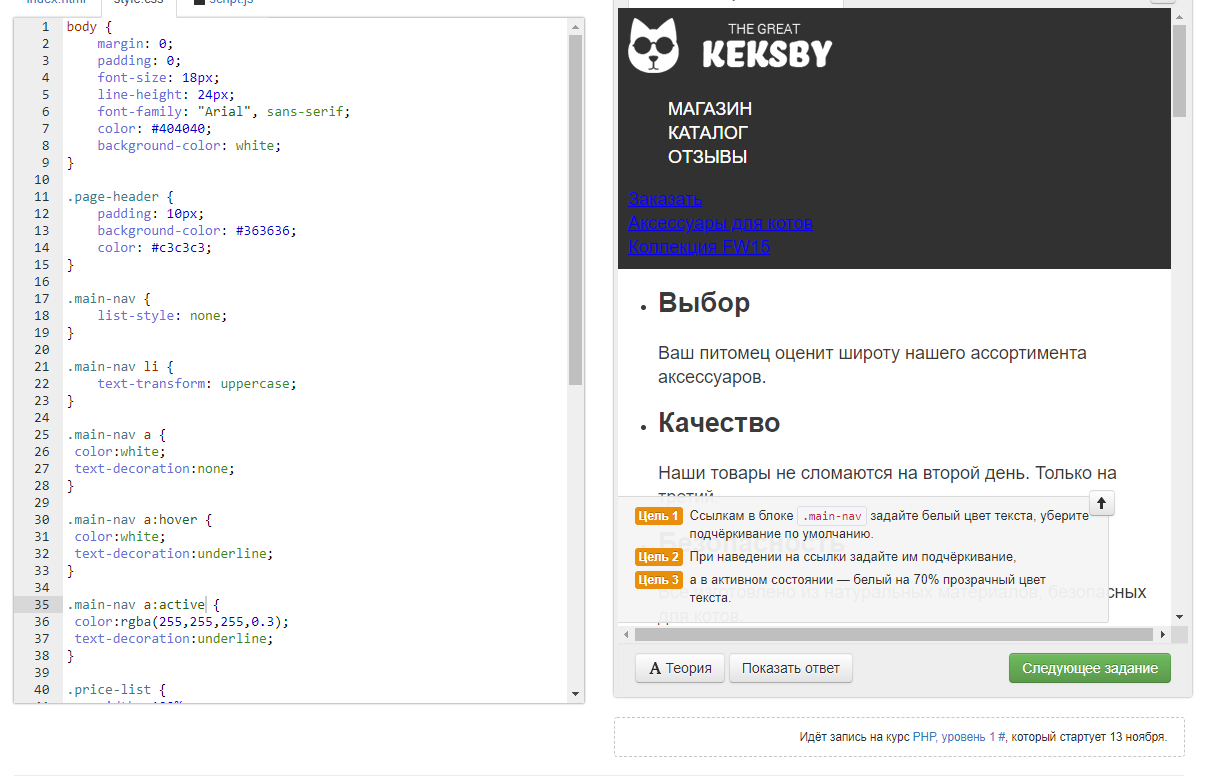 index.html style.css script.js
1 body {
2 margin: 0;
3 padding: 0;
4 font-size: 18px;
5 line-height: 24px;
6 font-family: "Arial", sans-serif;
7 color: #404040;
8 background-color: white;
9 }
10
11 .page-header {
12 padding: 10px;
13 background-color: #363636;
14 color: #c3c3c3;
15 }
16
17 .main-nav {
18 list-style: none;
19 }
20
21 .main-nav li {
22 text-transform: uppercase;
23 }
24
25 .main-nav a {
26 color:white;
27 text-decoration:none;
28 }
29
30 .main-nav a:hover {
31 color:white;
32 text-decoration:underline;
33 }
34
35 .main-nav a:active {
36 color:rgba(255,255,255,0.3);
37 text-decoration:underline;
38 }
39
40 .price-list {
THE GREAT
KEKSBY
МАГАЗИН
КАТАЛОГ
ОТЗЫВЫ
Заказать
Аксессуары для котов
Коллекция FW15
Выбор
Ваш питомец оценит широту нашего ассортимента
аксессуаров.
Качество
Наши товары не сломаются на второй день. Только на
третий.
Безопасность
Все изготовлено из натуральных материалов, безопасных
для котов.
Цель 1 Ссылкам в блоке .main-nav задайте белый цвет текста, уберите
подчёркивание по умолчанию.
Цель 2 При наведении на ссылки задайте им подчёркивание,
Цель 3 а в активном состоянии — белый на 70% прозрачный цвет
текста.
Теория Показать ответ Следующее задание
Идёт запись на курс PHP, уровень 1 #, который стартует 13 ноября.